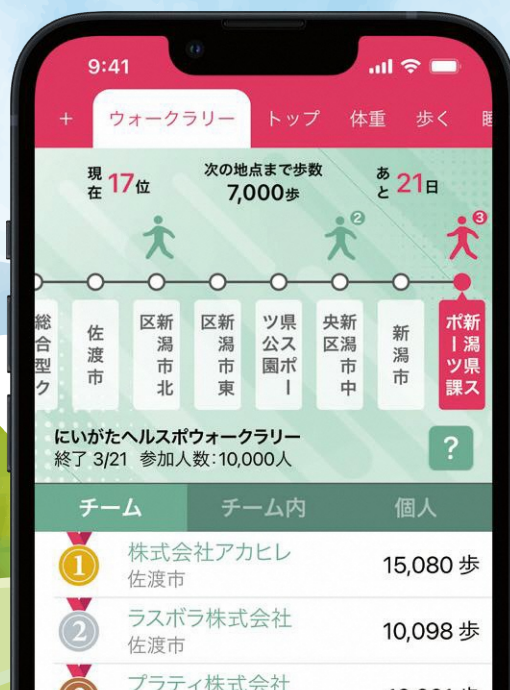 9:41
+ ウォークラリー トップ 体重 歩く
現在 17位 次の地点まで歩数 7,000歩 あと 21日
2
3
総合型ク
佐渡市
新潟市北区
新潟市東区
県スポーツ公園
新潟市中央区
新潟市
新潟県スポーツ課
にいがたヘルスポウォークラリー
終了 3/21 参加人数:10,000人
?
チーム チーム内 個人
1 株式会社アカヒレ 15,080 歩
佐渡市
2 ラスボラ株式会社 10,098 歩
佐渡市
プラティ株式会社